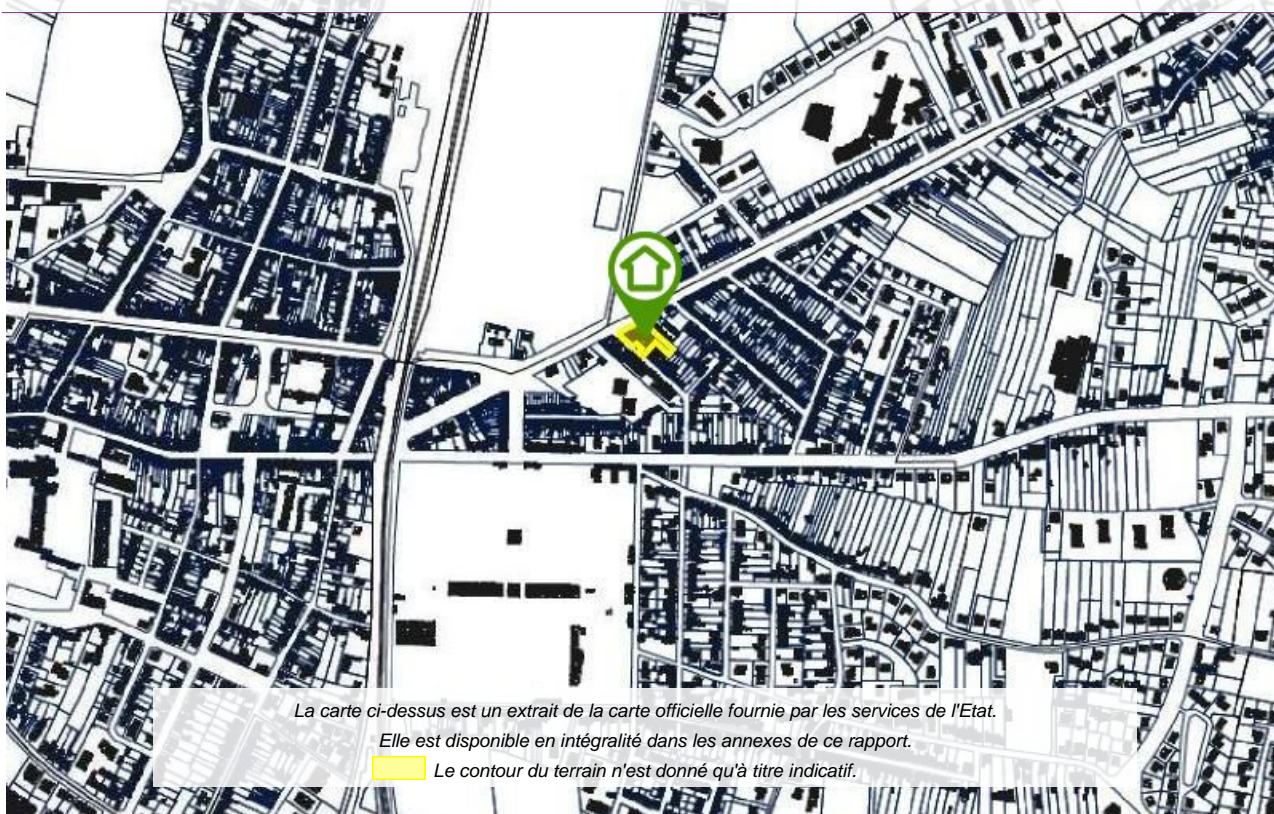 La carte ci-dessus est un extrait de la carte officielle fournie par les services de l'Etat.
Elle est disponible en intégralité dans les annexes de ce rapport.
Le contour du terrain n'est donné qu'à titre indicatif.